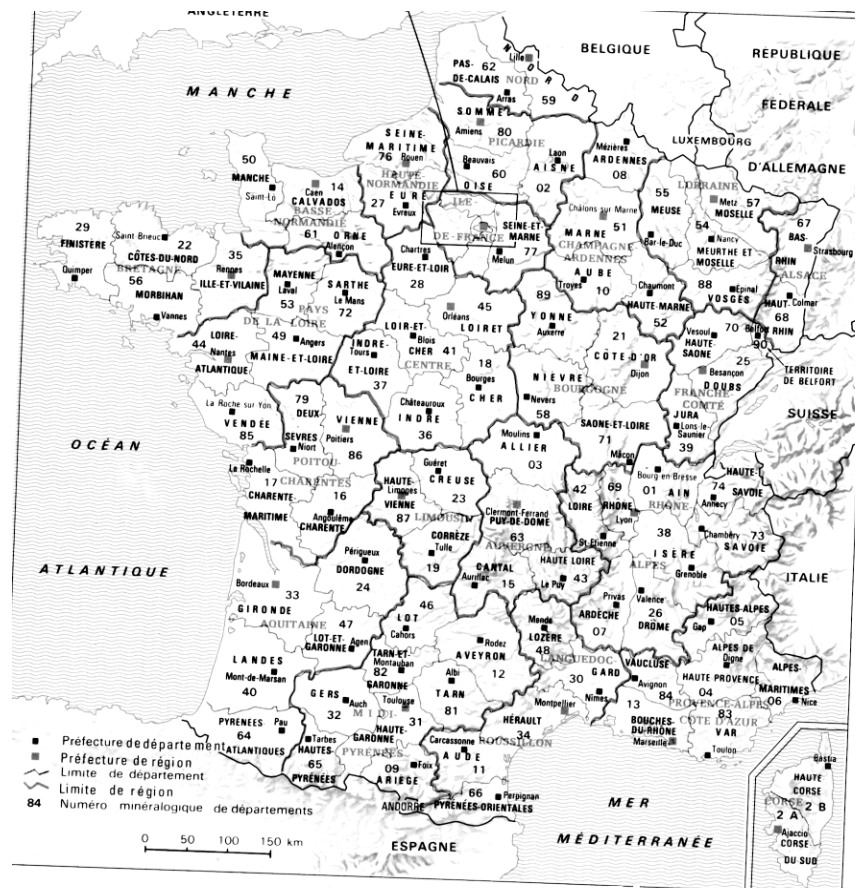 ANGLETERRE
BELGIQUE
RÉPUBLIQUE
FÉDÉRALE
D'ALLEMAGNE
LUXEMBOURG
MANCHE
NORD
Lille
PAS-
DE-CALAIS
62
NORD
59
Arras
SOMME
Amiens
80
PICARDIE
SEINE-
MARITIME
76
Rouen
HAUTE
NORMANDIE
Beauvais
60
OISE
Laon
AISNE
02
Mézières
ARDENNES
08
50
MANCHE
Saint-Lo
14
Caen
CALVADOS
BASSE
NORMANDIE
61
ORNE
Alençon
27
EURE
Évreux
ILE
DE-FRANCE
SEINE-ET
MARNE
Melun
77
Châlons sur Marne
51
MARNE
CHAMPAGNE
ARDENNES
55
MEUSE
Bar-le-Duc
LORRAINE
Metz
57
MOSELLE
54
Nancy
MEURTHE ET
MOSELLE
67
BAS-
RHIN
Strasbourg
ALSACE
29
FINISTÈRE
Quimper
Saint Brieuc
22
CÔTES-DU-NORD
BRETAGNE
56
MORBIHAN
Vannes
35
Rennes
ILLE-ET-VILAINE
MAYENNE
Laval
53
SARTHE
Le Mans
72
PAYS
DE LA LOIRE
Chartres
EURE-ET-LOIR
28
45
Orléans
LOIRET
89
YONNE
Auxerre
AUBE
Troyes
10
Chaumont
HAUTE-MARNE
52
88
Epinal
VOSGES
HAUT-
Colmar
68
RHIN
Vesoul
70
HAUTE-
SAONE
Belfort
90
TERRITOIRE
DE BELFORT
LOIRE-
44
Nantes
ATLANTIQUE
49
Angers
MAINE-ET-LOIRE
INDRE-
Tours
ET-LOIRE
37
LOIR-ET-
Blois
CHER
41
CENTRE
18
Bourges
CHER
NIÈVRE
Nevers
58
BOURGOGNE
21
CÔTE-D'OR
Dijon
25
Besançon
DOUBS
FRANCHE-
COMTÉ
JURA
Lons-le-
Saunier
39
SUISSE
OCÉAN
ATLANTIQUE
La Roche sur Yon
VENDÉE
85
79
DEUX
SEVRES
Niort
VIENNE
Poitiers
86
POITOU-
CHARENTES
Châteauroux
INDRE
36
Moulins
ALLIER
03
SAONE-ET-LOIRE
71
Mâcon
La Rochelle
17
CHARENTE
MARITIME
16
Angoulême
CHARENTE
HAUTE-
Limoges
VIENNE
87
LIMOUSIN
Guéret
CREUSE
23
CORRÈZE
Tulle
19
Clermont-Ferrand
PUY-DE-DOME
63
AUVERGNE
42
LOIRE
St Etienne
69
RHÔNE
Lyon
Bourg en Bresse
01
AIN
RHÔNE-
ALPES
74
HAUTE-
SAVOIE
Annecy
Chambéry
73
SAVOIE
38
ISÈRE
Grenoble
ITALIE
Bordeaux
33
GIRONDE
AQUITAINE
Périgueux
DORDOGNE
24
CANTAL
Aurillac
15
HAUTE LOIRE
Le Puy
43
Privas
ARDÈCHE
07
Valence
26
DRÔME
HAUTES-ALPES
Gap
05
47
LOT-ET-
GARONNE
Agen
46
LOT
Cahors
Rodez
AVEYRON
12
Mende
LOZÈRE
48
LANGUEDOC-
ROUSSILLON
GARD
30
Nîmes
VAUCLUSE
Avignon
84
ALPES DE
Digne
HAUTE PROVENCE
04
ALPES-
MARITIMES
06
Nice
LANDES
Mont-de-Marsan
40
TARN-ET
Montauban
82
GARONNE
GERS
Auch
32
Albi
TARN
81
Toulouse
31
HAUTE-
GARONNE
MIDI-
PYRÉNÉES
Montpellier
HÉRAULT
34
13
BOUCHES-
DU-RHÔNE
Marseille
PROVENCE-ALPES
CÔTE D'AZUR
83
VAR
Toulon
PYRENEES
64
ATLANTIQUES
Pau
Tarbes
HAUTES-
65
PYRÉNÉES
09
Foix
ARIÈGE
Carcassonne
AUDE
11
66
Perpignan
PYRÉNÉES-ORIENTALES
ANDORRE
ESPAGNE
MER
MÉDITERRANÉE
Bastia
HAUTE
CORSE
2 B
CORSE
2 A
Ajaccio
CORSE
DU SUD
Préfecture de département
Préfecture de région
Limite de département
Limite de région
84 Numéro minéralogique de départements
0 50 100 150 km